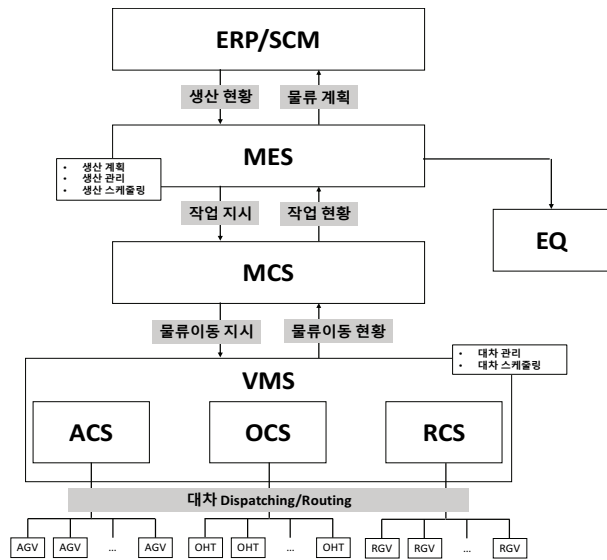 ERP/SCM
생산 현황
물류 계획
MES
• 생산 계획
• 생산 관리
• 생산 스케줄링
작업 지시
작업 현황
EQ
MCS
물류이동 지시
물류이동 현황
• 대차 관리
• 대차 스케줄링
VMS
ACS
OCS
RCS
대차 Dispatching/Routing
AGV AGV ... AGV OHT OHT ... OHT RGV RGV ... RGV